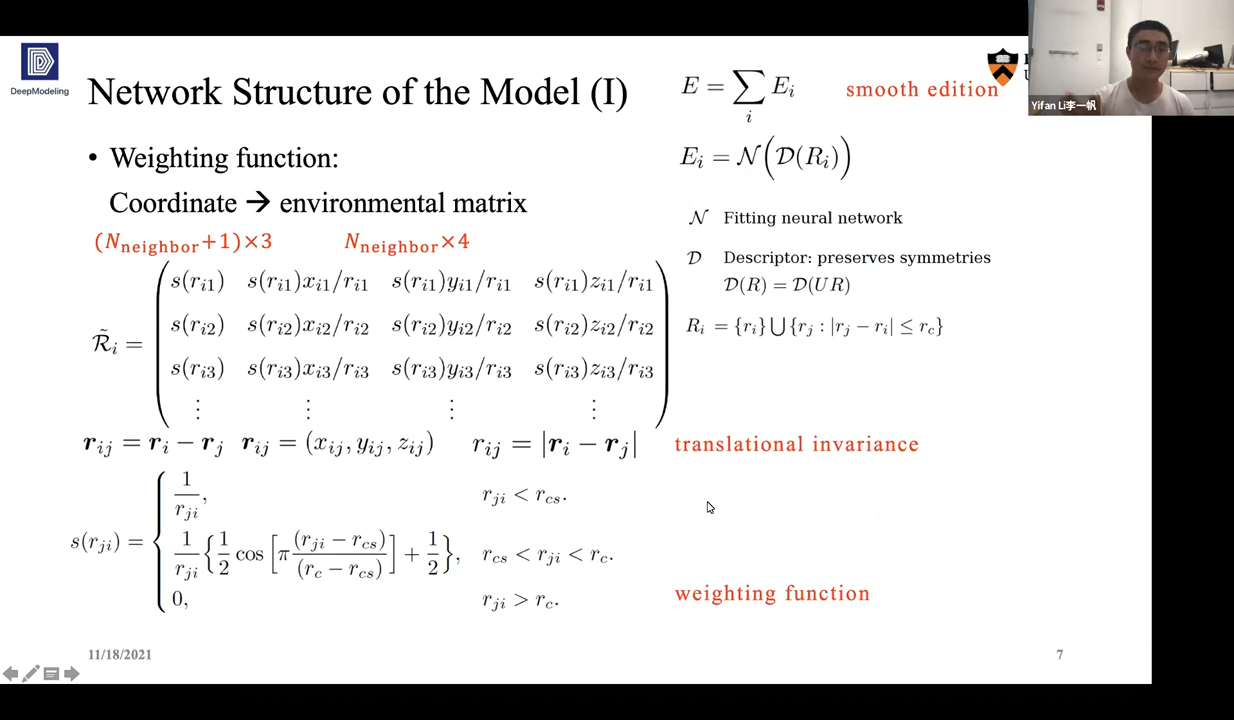 DeepModeling
Network Structure of the Model (I)
• Weighting function:
Coordinate → environmental matrix
(N_neighbor+1)×3 N_neighbor×4
R̃_i = ( s(r_i1) s(r_i1)x_i1/r_i1 s(r_i1)y_i1/r_i1 s(r_i1)z_i1/r_i1
s(r_i2) s(r_i2)x_i2/r_i2 s(r_i2)y_i2/r_i2 s(r_i2)z_i2/r_i2
s(r_i3) s(r_i3)x_i3/r_i3 s(r_i3)y_i3/r_i3 s(r_i3)z_i3/r_i3
⋮ ⋮ ⋮ ⋮ )
r_ij = r_i − r_j r_ij = (x_ij, y_ij, z_ij) r_ij = |r_i − r_j| translational invariance
s(r_ji) = { 1/r_ji, r_ji < r_cs.
1/r_ji {1/2 cos [π (r_ji − r_cs)/(r_c − r_cs)] + 1/2}, r_cs < r_ji < r_c.
0, r_ji > r_c.
weighting function
E = ∑_i E_i smooth edition
E_i = 𝒩(𝒟(R_i))
𝒩 Fitting neural network
𝒟 Descriptor: preserves symmetries
𝒟(R) = 𝒟(UR)
R_i = {r_i} ⋃ {r_j : |r_j − r_i| ≤ r_c}
Yifan Li李一帆
11/18/2021
7